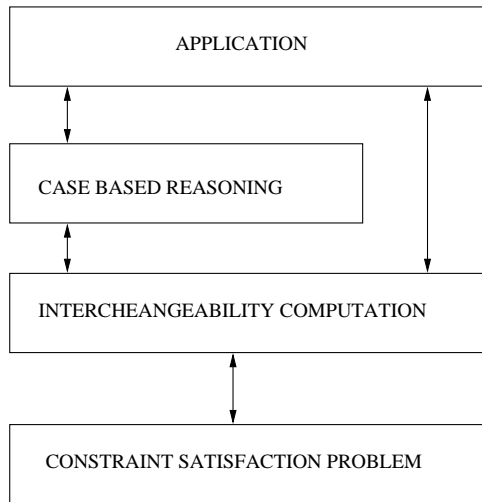 APPLICATION
CASE BASED REASONING
INTERCHEANGEABILITY COMPUTATION
CONSTRAINT SATISFACTION PROBLEM